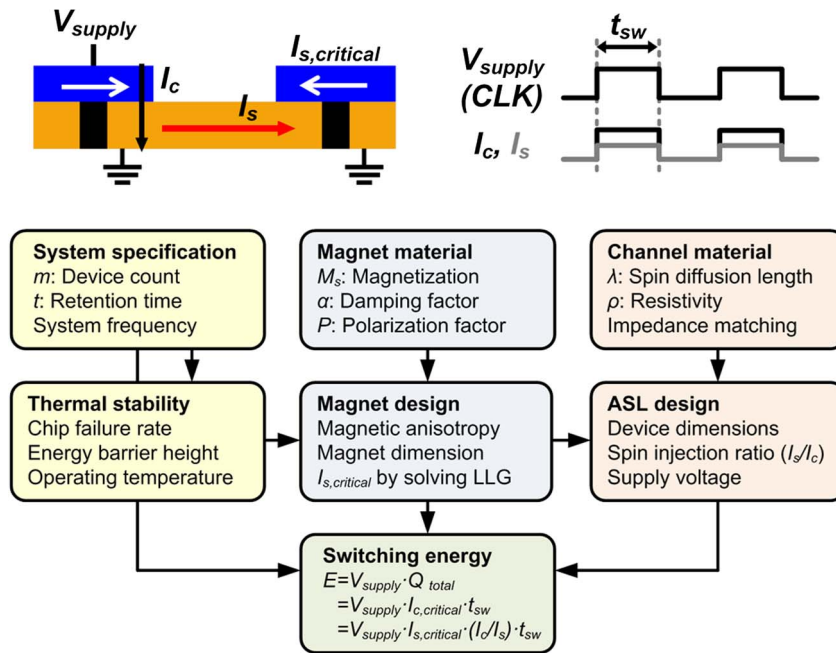 V_supply
I_c
I_s,critical
I_s
t_sw
V_supply
(CLK)
I_c, I_s
System specification
m: Device count
t: Retention time
System frequency
Magnet material
M_s: Magnetization
α: Damping factor
P: Polarization factor
Channel material
λ: Spin diffusion length
ρ: Resistivity
Impedance matching
Thermal stability
Chip failure rate
Energy barrier height
Operating temperature
Magnet design
Magnetic anisotropy
Magnet dimension
I_s,critical by solving LLG
ASL design
Device dimensions
Spin injection ratio (I_s/I_c)
Supply voltage
Switching energy
E=V_supply·Q_total
=V_supply·I_c,critical·t_sw
=V_supply·I_s,critical·(I_c/I_s)·t_sw